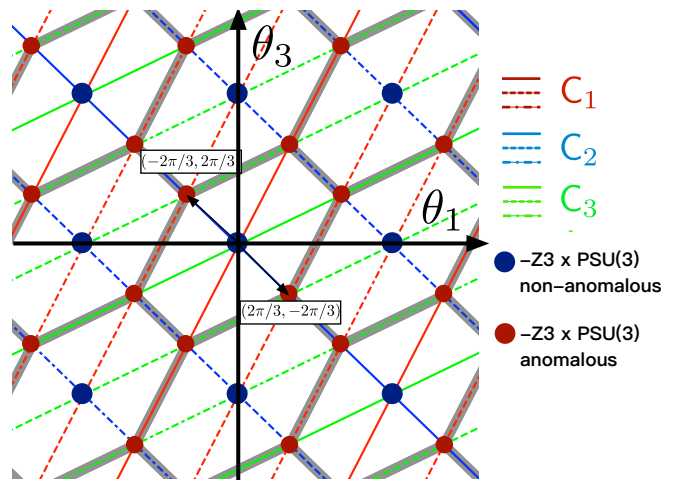 θ₃
C₁
C₂
(−2π/3, 2π/3)
θ₁
C₃
−Z3 x PSU(3)
non−anomalous
(2π/3, −2π/3)
−Z3 x PSU(3)
anomalous